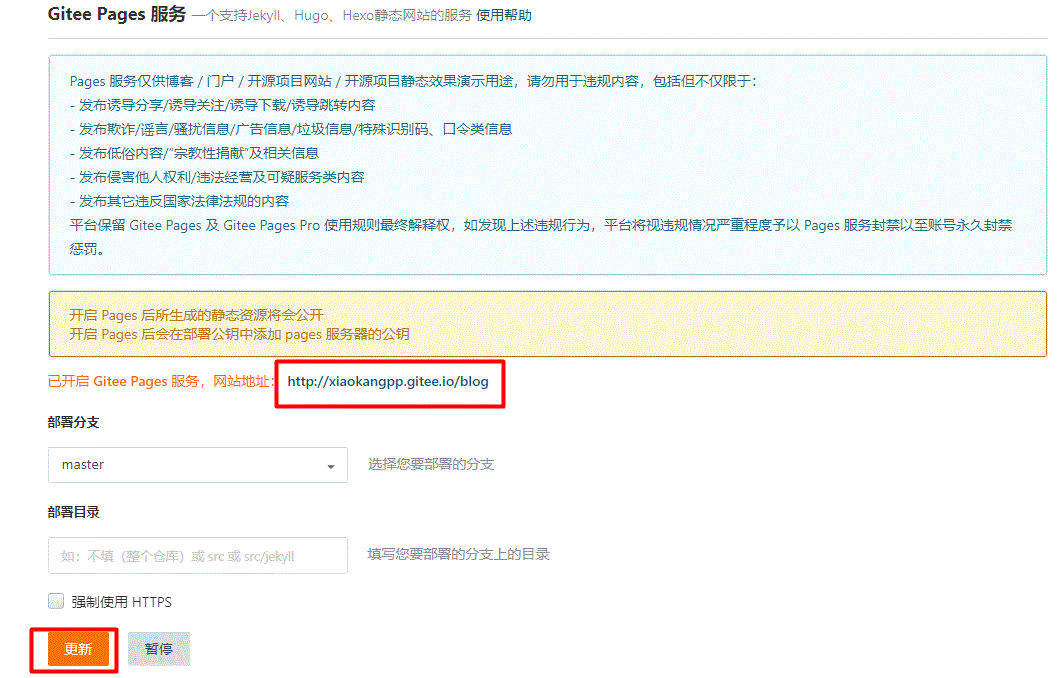 Gitee Pages 服务 一个支持Jekyll、Hugo、Hexo静态网站的服务 使用帮助
Pages 服务仅供博客 / 门户 / 开源项目网站 / 开源项目静态效果演示用途，请勿用于违规内容，包括但不仅限于：
- 发布诱导分享/诱导关注/诱导下载/诱导跳转内容
- 发布欺诈/谣言/骚扰信息/广告信息/垃圾信息/特殊识别码、口令类信息
- 发布低俗内容/“宗教性捐献”及相关信息
- 发布侵害他人权利/违法经营及可疑服务类内容
- 发布其它违反国家法律法规的内容
平台保留 Gitee Pages 及 Gitee Pages Pro 使用规则最终解释权，如发现上述违规行为，平台将视违规情况严重程度予以 Pages 服务封禁以至账号永久封禁
惩罚。
开启 Pages 后所生成的静态资源将会公开
开启 Pages 后会在部署公钥中添加 pages 服务器的公钥
已开启 Gitee Pages 服务，网站地址： http://xiaokangpp.gitee.io/blog
部署分支
master 选择您要部署的分支
部署目录
如：不填（整个仓库）或 src 或 src/jekyll 填写您要部署的分支上的目录
强制使用 HTTPS
更新 暂停